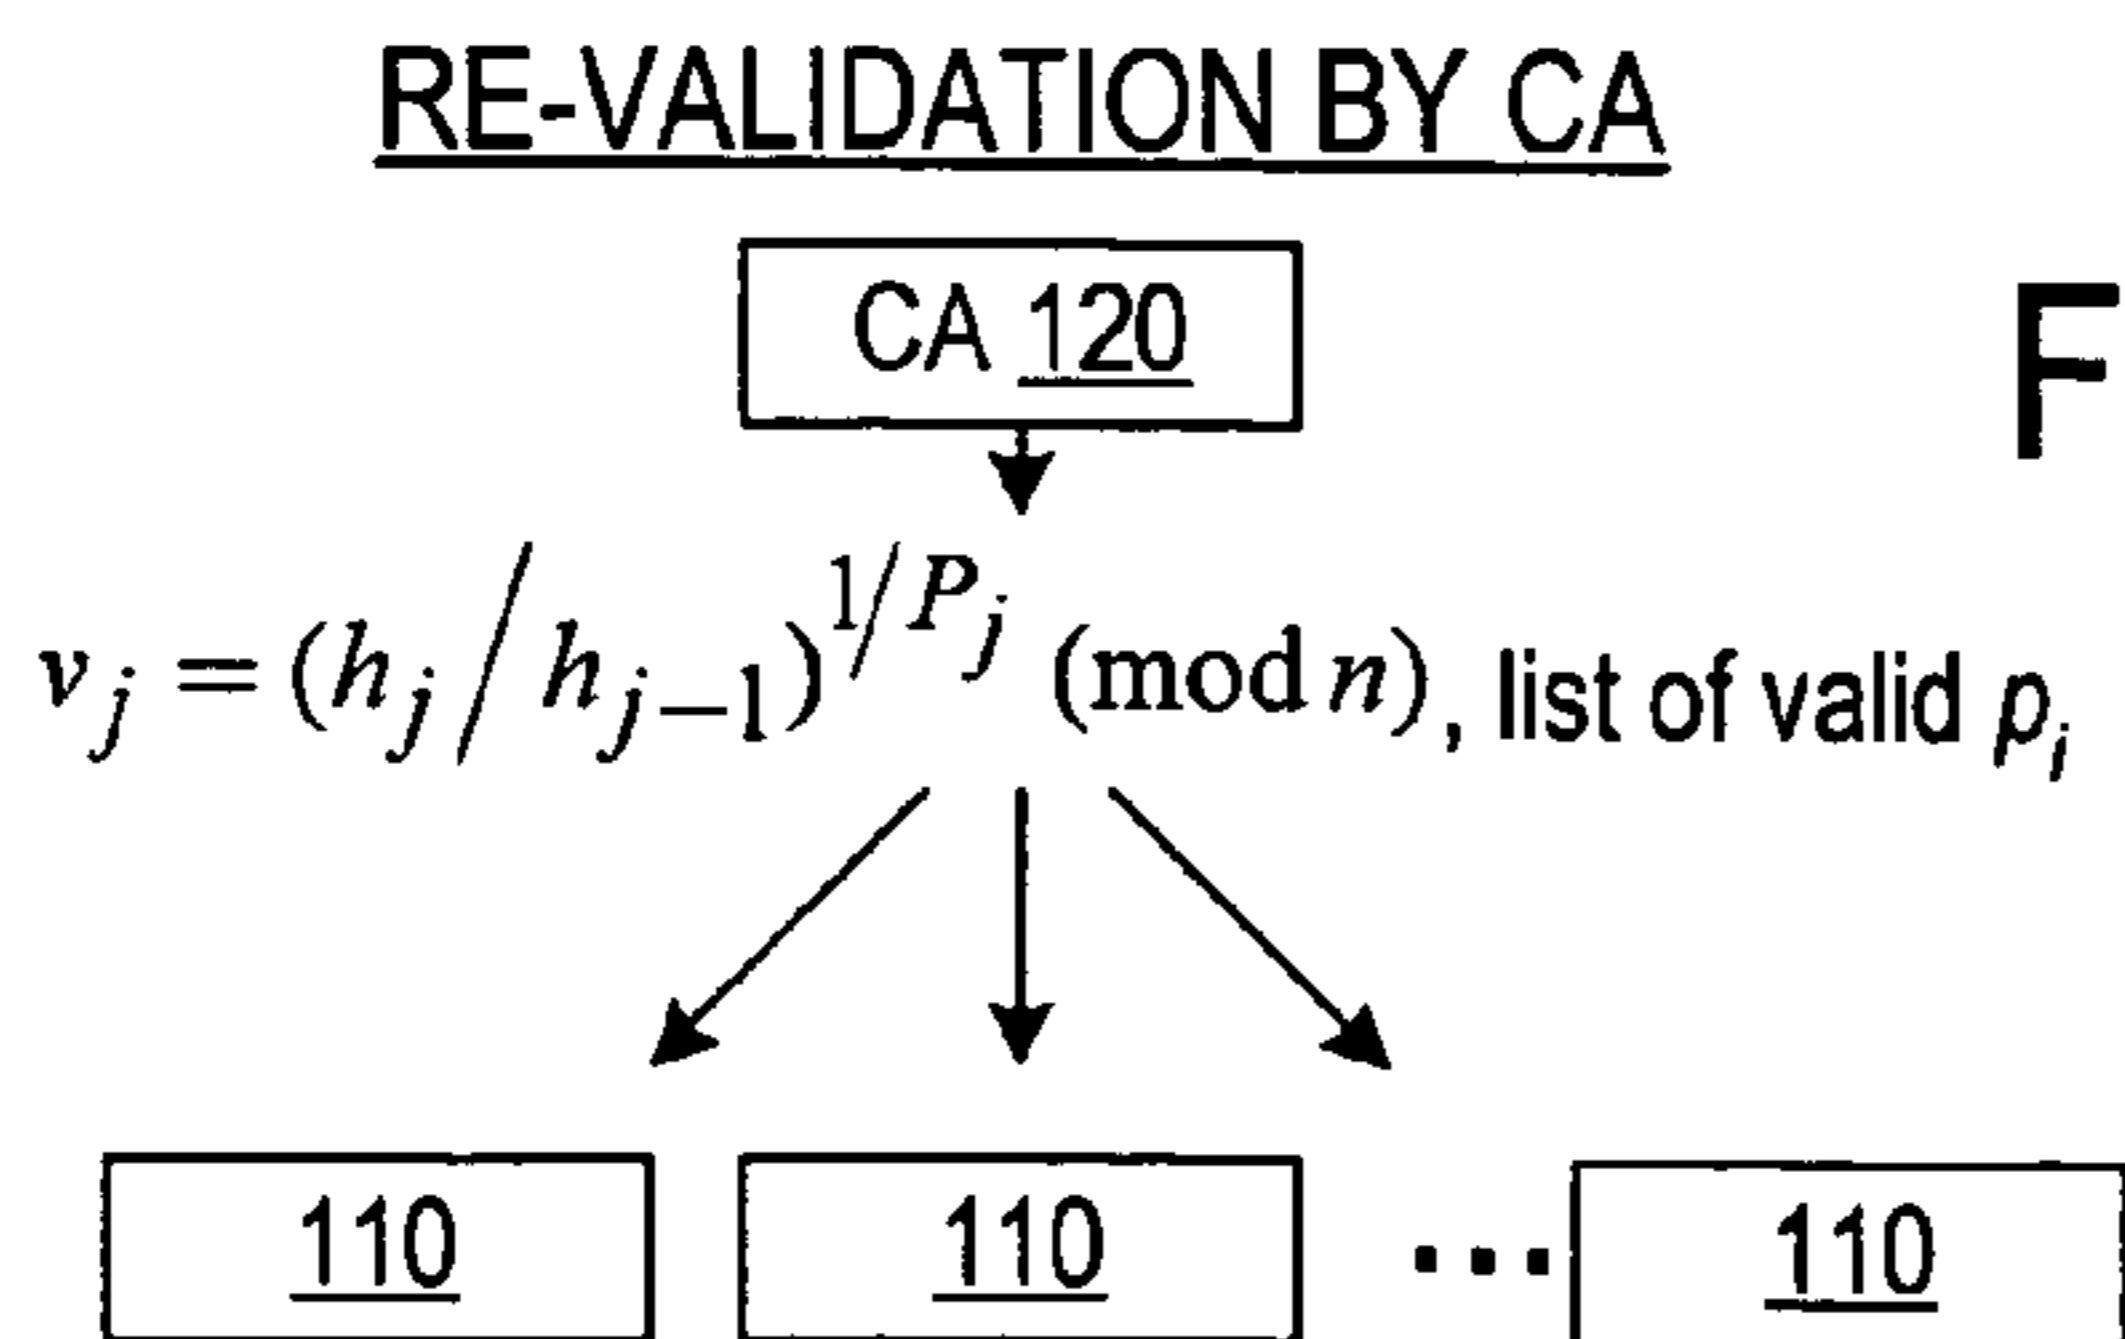 RE-VALIDATION BY CA
CA 120
F
v_j = (h_j / h_{j-1})^{1/P_j} (mod n), list of valid p_i
110 110 ... 110